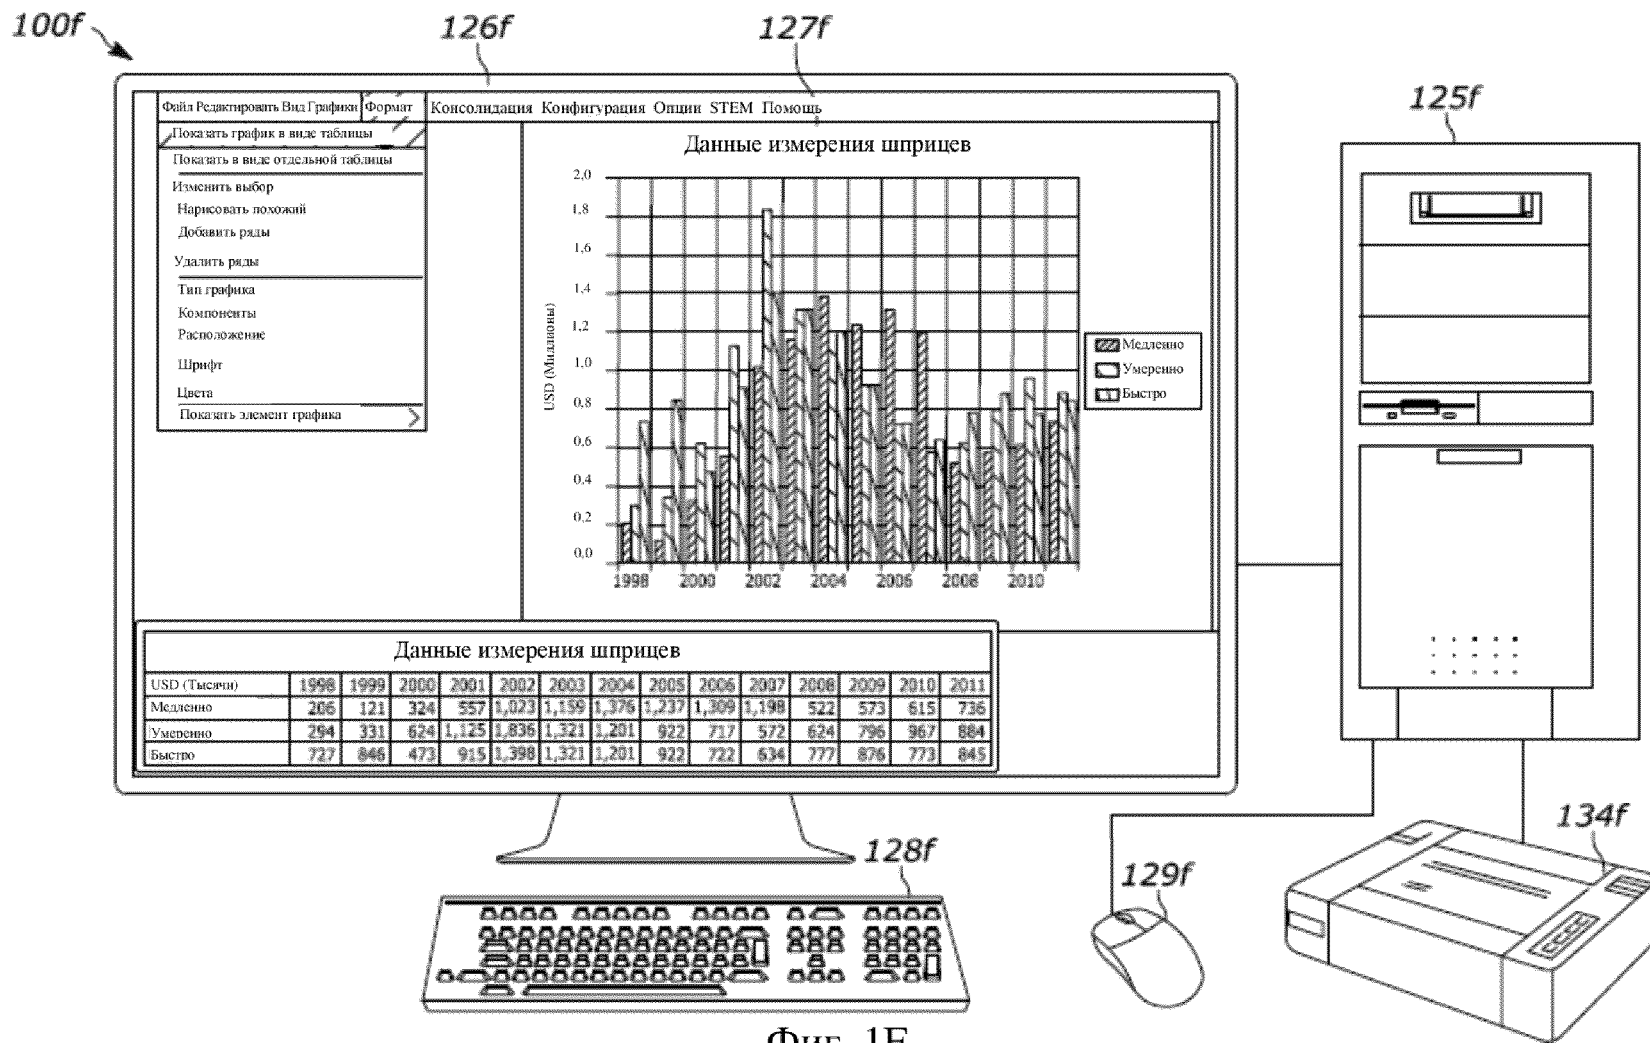 100f
126f
127f
125f
Файл Редактировать Вид Графики Формат Консолидация Конфигурация Опции STEM Помощь
Показать график в виде таблицы
Показать в виде отдельной таблицы
Изменить выбор
Нарисовать похожий
Добавить ряды
Удалить ряды
Тип графика
Компоненты
Расположение
Шрифт
Цвета
Показать элемент графика
Данные измерения шприцев
USD (Миллионы)
2,0
1,8
1,6
1,4
1,2
1,0
0,8
0,6
0,4
0,2
0,0
1998 2000 2002 2004 2006 2008 2010
Медленно
Умеренно
Быстро
Данные измерения шприцев
USD (Тысячи) 1998 1999 2000 2001 2002 2003 2004 2005 2006 2007 2008 2009 2010 2011
Медленно 206 121 324 557 1,023 1,159 1,376 1,237 1,309 1,198 522 573 615 736
Умеренно 294 331 624 1,125 1,836 1,321 1,201 922 717 572 624 796 967 884
Быстро 727 846 473 915 1,398 1,321 1,201 922 722 634 777 876 773 845
128f
129f
134f
Фиг. 1F